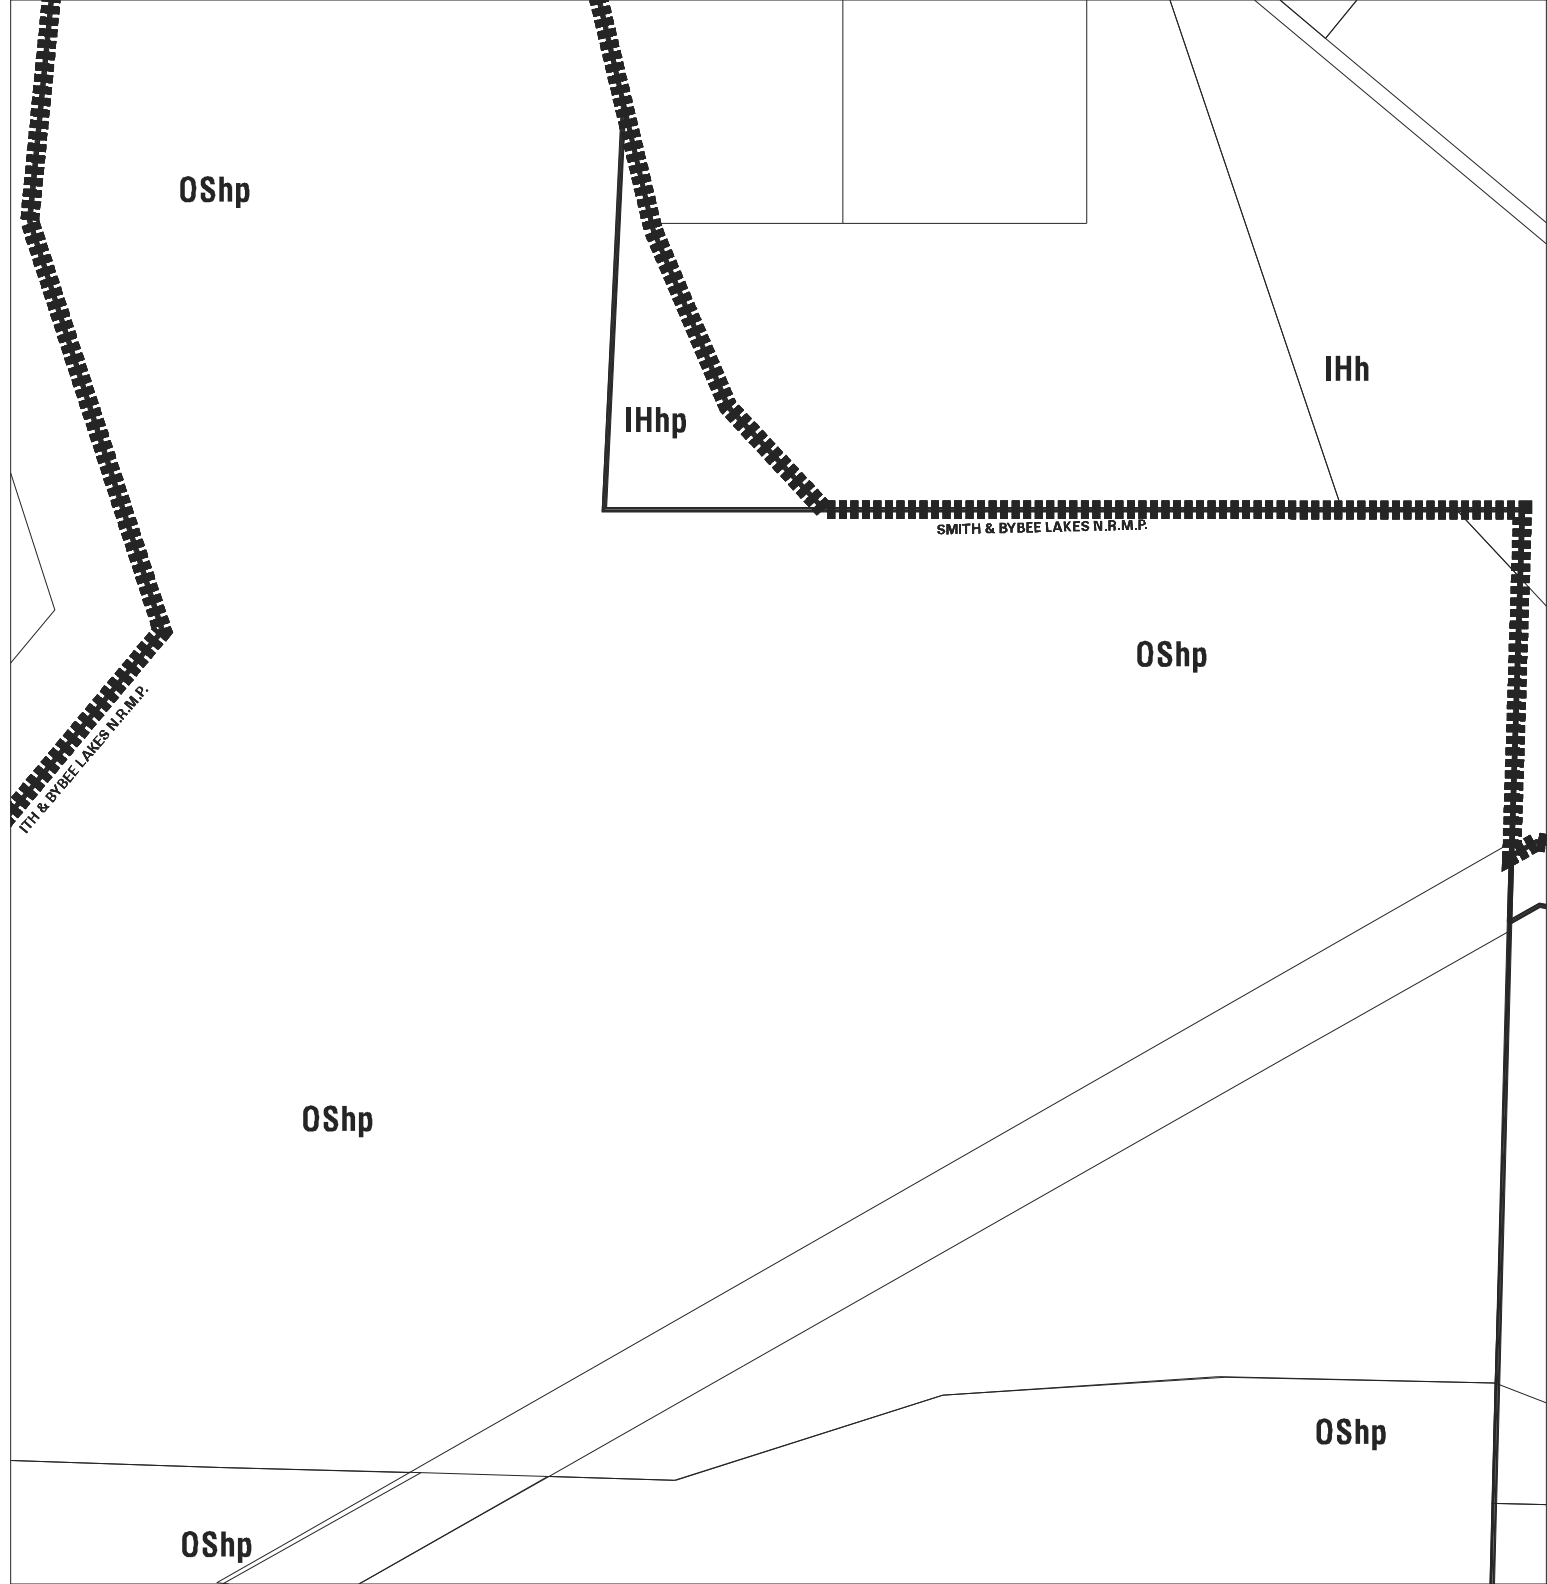 OShp
IHh
IHhp
SMITH & BYBEE LAKES N.R.M.P.
OShp
ITH & BYBEE LAKES N.R.M.P.
OShp
OShp
OShp